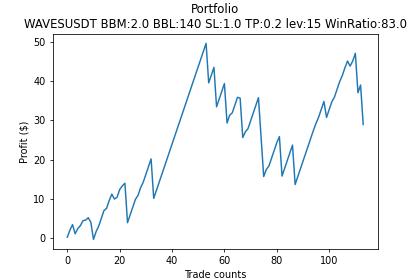 Portfolio
WAVESUSDT BBM:2.0 BBL:140 SL:1.0 TP:0.2 lev:15 WinRatio:83.0
50
40
30
20
10
0
Profit ($)
0 20 40 60 80 100
Trade counts